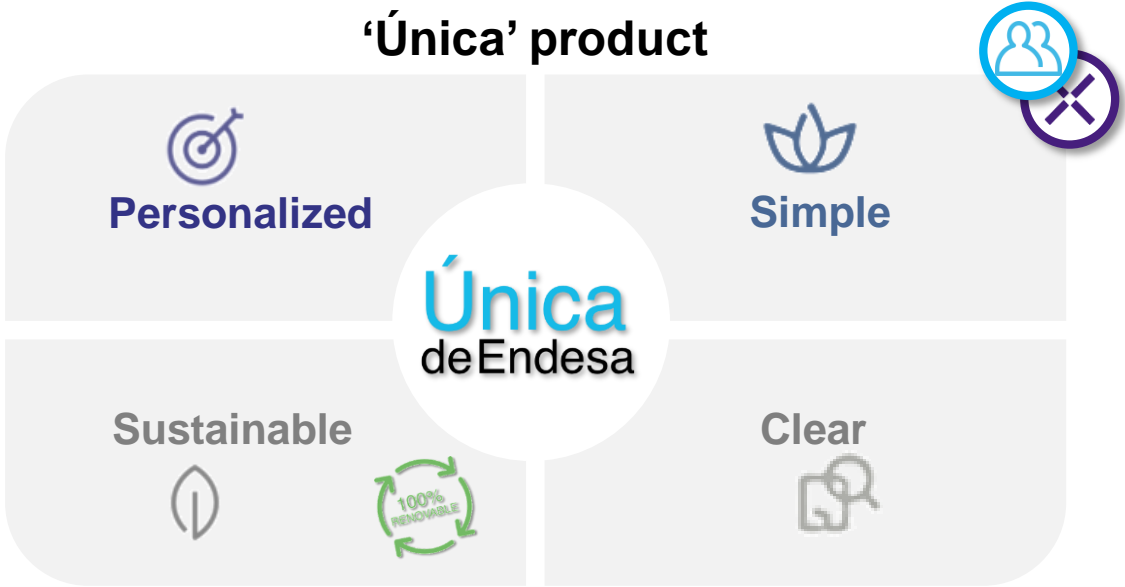 ‘Única’ product
Personalized
Simple
Única
deEndesa
Sustainable
Clear
100%
RENOVABLE